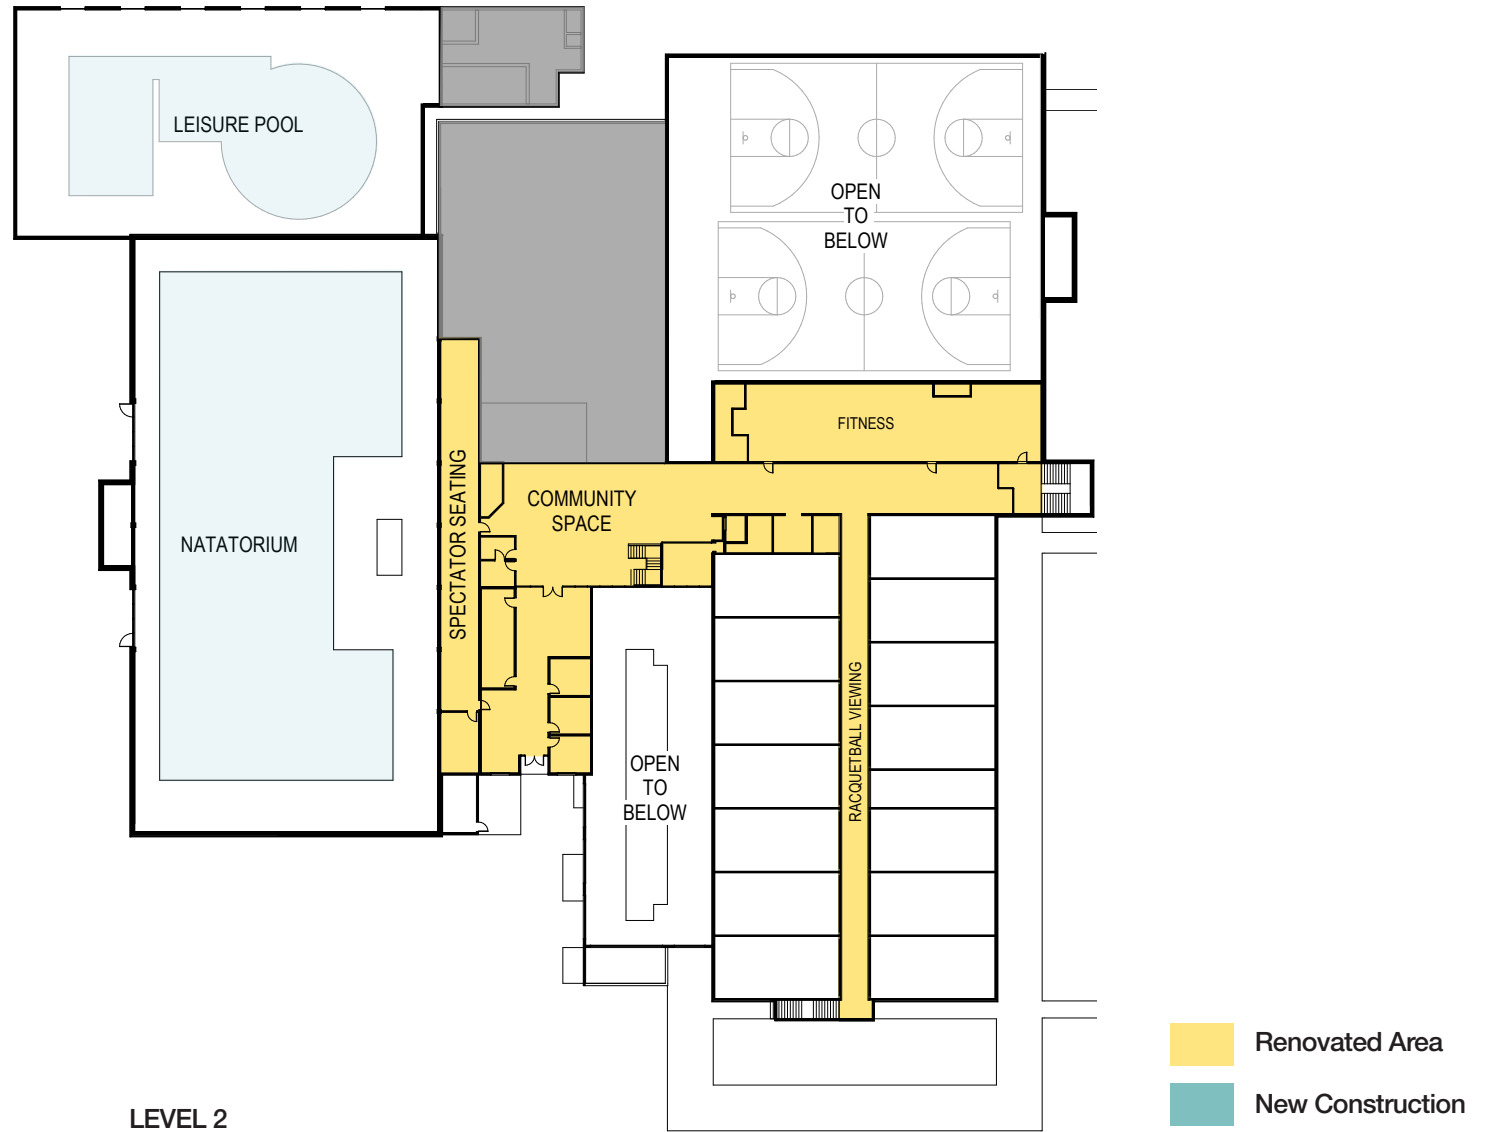 LEISURE POOL
OPEN
TO
BELOW
FITNESS
COMMUNITY
SPACE
SPECTATOR SEATING
NATATORIUM
RACQUETBALL VIEWING
OPEN
TO
BELOW
Renovated Area
New Construction
LEVEL 2